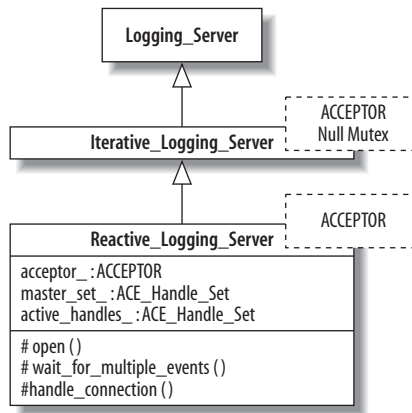 Logging_Server
ACCEPTOR
Null Mutex
Iterative_Logging_Server
ACCEPTOR
Reactive_Logging_Server
acceptor_ : ACCEPTOR
master_set_ : ACE_Handle_Set
active_handles_ : ACE_Handle_Set
# open ( )
# wait_for_multiple_events ( )
#handle_connection ( )